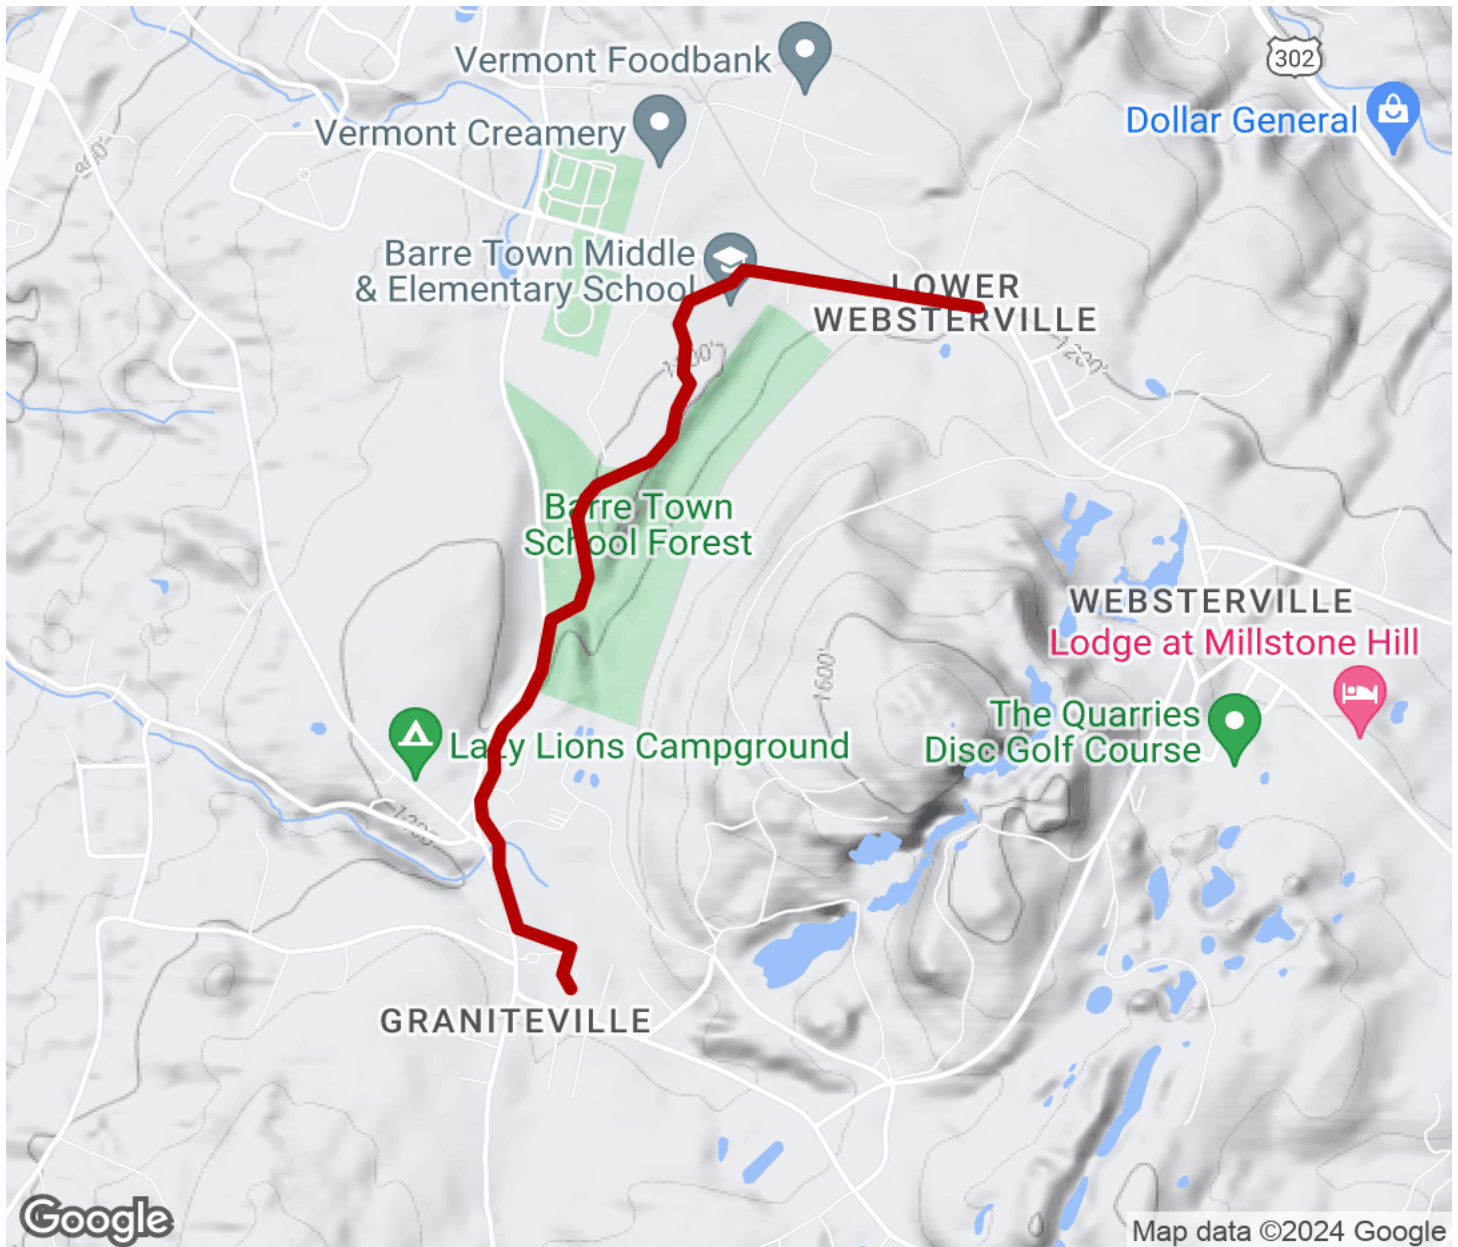 Vermont Foodbank
302
Vermont Creamery
Dollar General
800'
Barre Town Middle
& Elementary School
LOWER
WEBSTERVILLE
1200'
Barre Town
School Forest
WEBSTERVILLE
Lodge at Millstone Hill
1600'
The Quarries
Disc Golf Course
Lazy Lions Campground
1200'
GRANITEVILLE
Google
Map data ©2024 Google